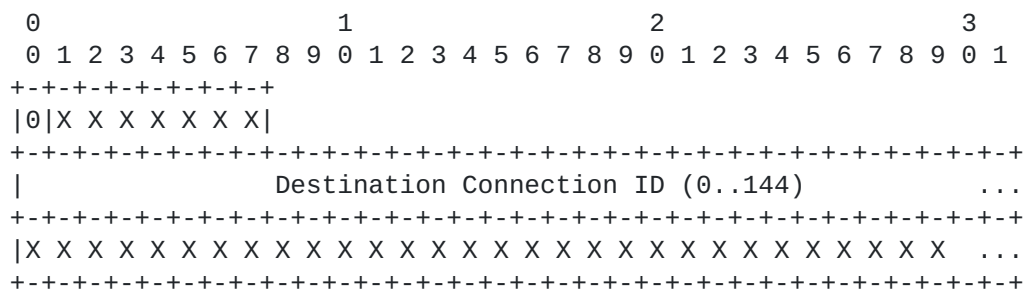 0                   1                   2                   3
 0 1 2 3 4 5 6 7 8 9 0 1 2 3 4 5 6 7 8 9 0 1 2 3 4 5 6 7 8 9 0 1
+-+-+-+-+-+-+-+-+
|0|X X X X X X X|
+-+-+-+-+-+-+-+-+-+-+-+-+-+-+-+-+-+-+-+-+-+-+-+-+-+-+-+-+-+-+-+-+
|                Destination Connection ID (0..144)           ...
+-+-+-+-+-+-+-+-+-+-+-+-+-+-+-+-+-+-+-+-+-+-+-+-+-+-+-+-+-+-+-+-+
|X X X X X X X X X X X X X X X X X X X X X X X X X X X X X X  ...
+-+-+-+-+-+-+-+-+-+-+-+-+-+-+-+-+-+-+-+-+-+-+-+-+-+-+-+-+-+-+-+-+